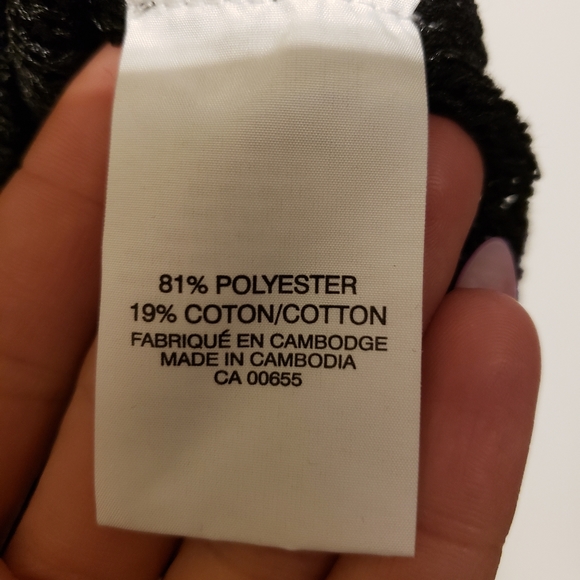 81% POLYESTER
19% COTON/COTTON
FABRIQUÉ EN CAMBODGE
MADE IN CAMBODIA
CA 00655